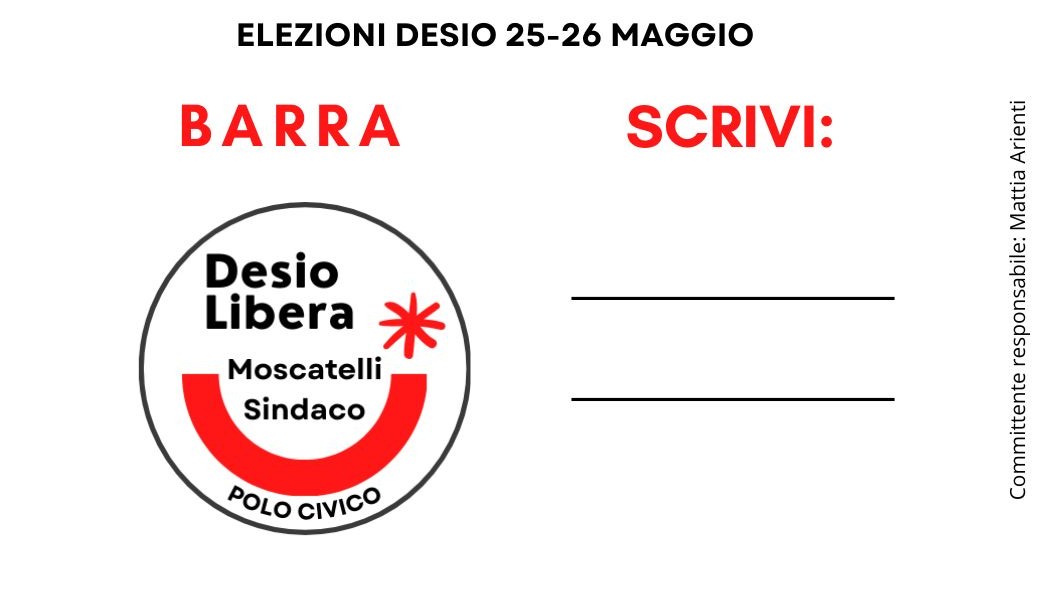 ELEZIONI DESIO 25-26 MAGGIO
BARRA
SCRIVI:
Desio
Libera
Moscatelli
Sindaco
POLO CIVICO
Committente responsabile: Mattia Arienti